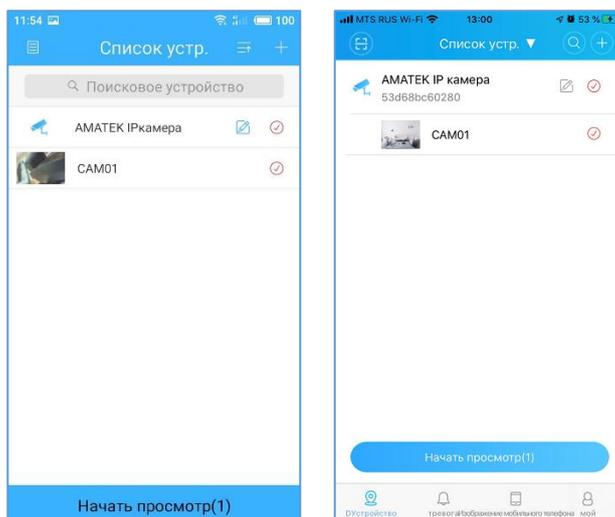 11:54 100
Список устр.
Поисковое устройство
AMATEK IPкамера
CAM01
Начать просмотр(1)
MTS RUS Wi-Fi 13:00 53 %
Список устр. ▼
AMATEK IP камера
53d68bc60280
CAM01
Начать просмотр(1)
DУстройство тревога Изображение мобильного телефона мой